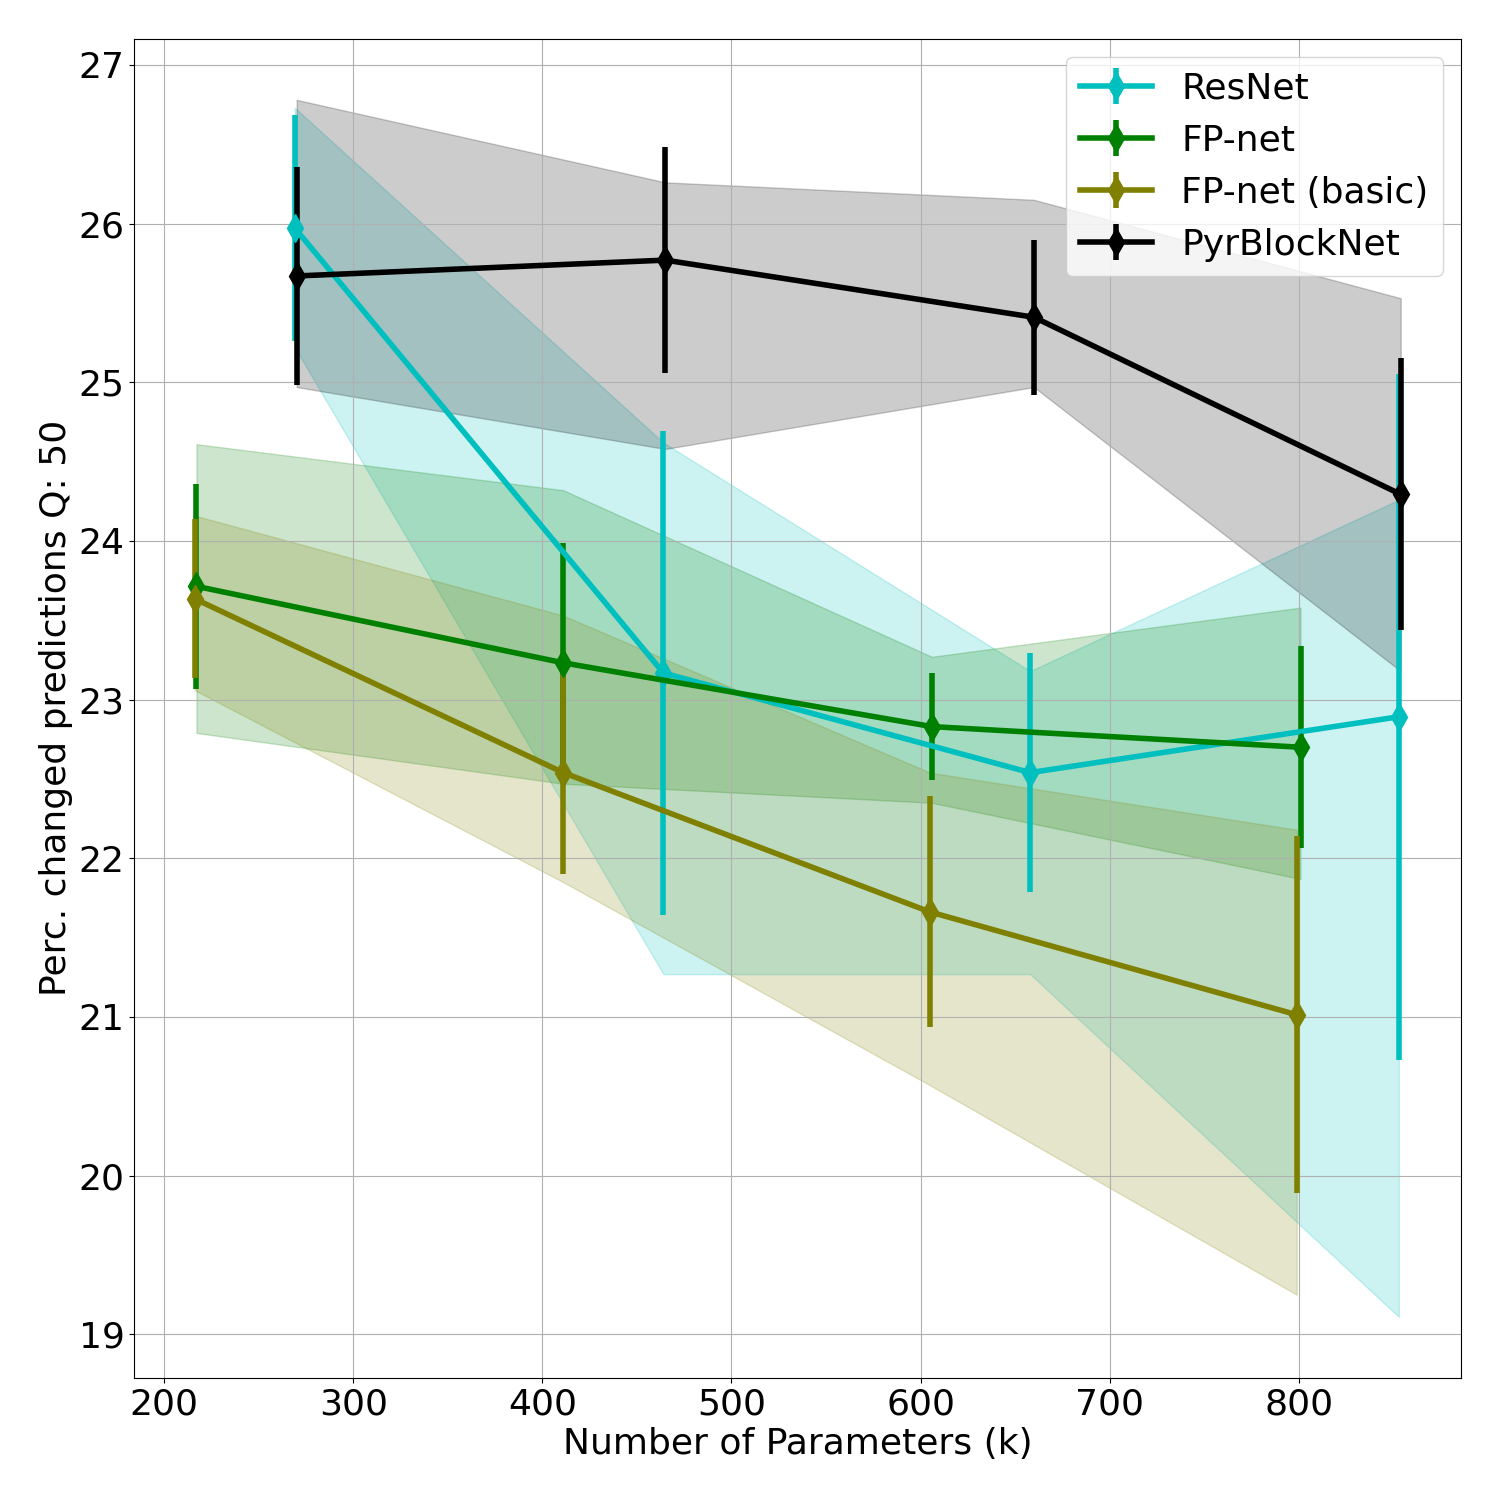 27
26
25
24
23
22
21
20
19
Perc. changed predictions Q: 50
ResNet
FP-net
FP-net (basic)
PyrBlockNet
200 300 400 500 600 700 800
Number of Parameters (k)